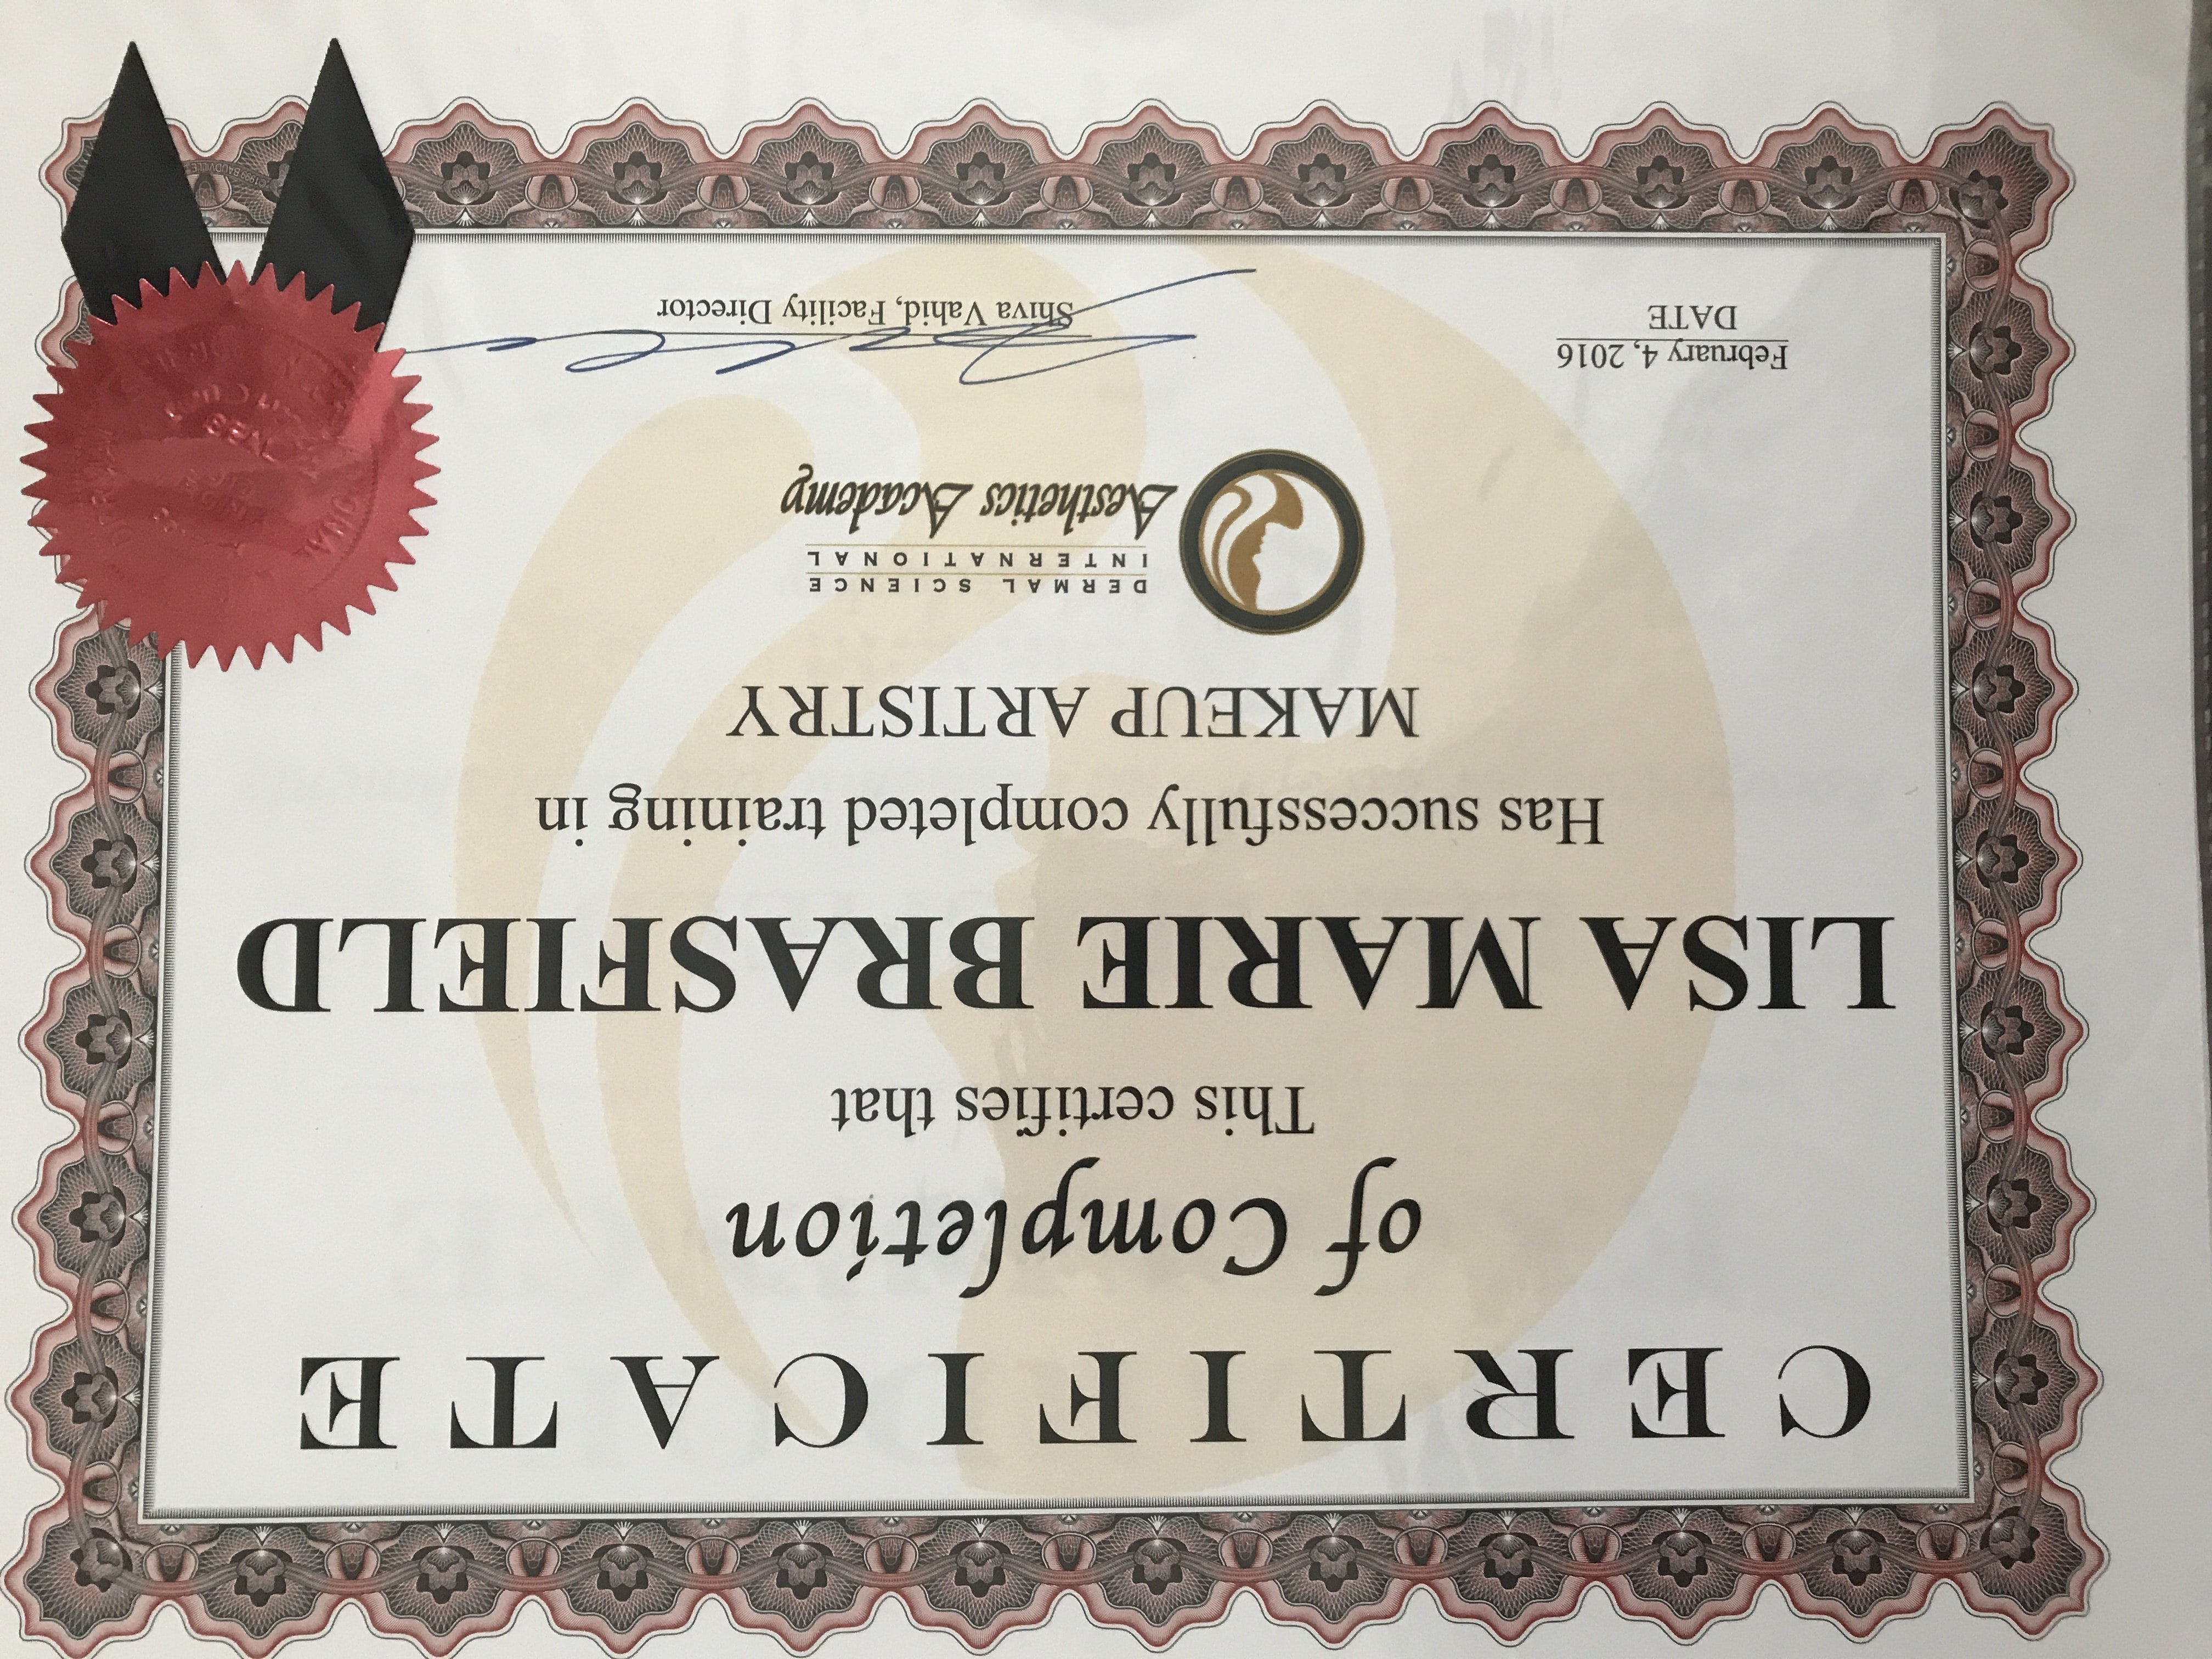 CERTIFICATE
of Completion
This certifies that
LISA MARIE BRASFIELD
Has successfully completed training in
MAKEUP ARTISTRY
DERMAL SCIENCE
INTERNATIONAL
Aesthetics Academy
February 4, 2016
DATE
Shiva Vahid, Facility Director